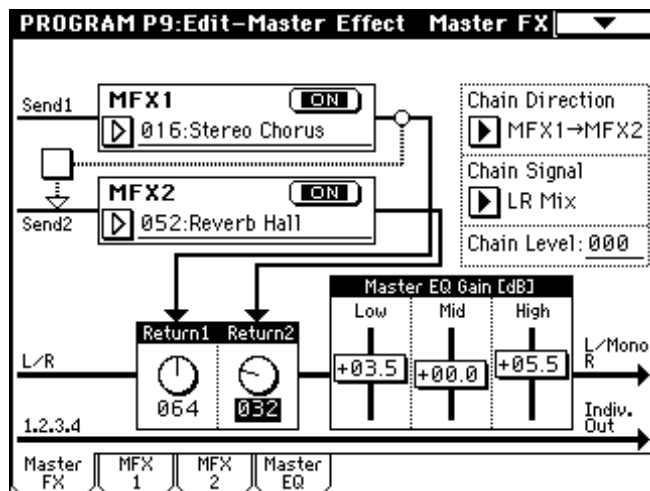 PROGRAM P9:Edit-Master Effect Master FX
Send1
MFX1 ON
016:Stereo Chorus
MFX2 ON
Send2
052:Reverb Hall
Chain Direction
MFX1→MFX2
Chain Signal
LR Mix
Chain Level: 000
Return1 Return2
064 032
Master EQ Gain [dB]
Low Mid High
+03.5 +00.0 +05.5
L/R
L/Mono
R
1.2.3.4
Indiv.
Out
Master FX
MFX 1
MFX 2
Master EQ